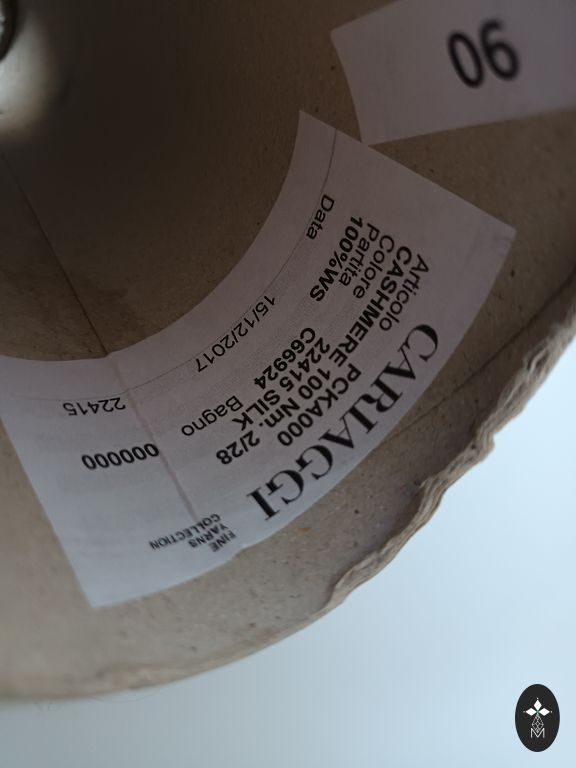 90
CARIAGGI
FINE
YARNS
COLLECTION
Articolo PCKA000
CASHMERE 100 Nm. 2/28
Colore 22415 SILK
Partita C66924 Bagno 000000
100%WS
Data 15/12/2017 22415
M